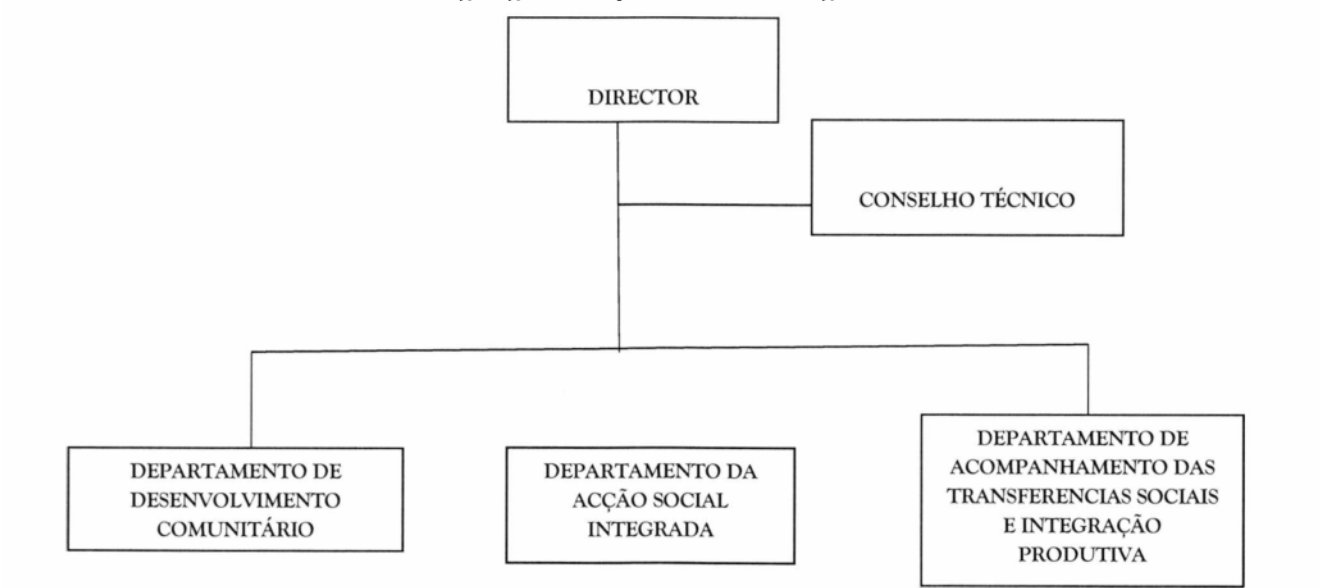 DIRECTOR
CONSELHO TÉCNICO
DEPARTAMENTO DE
DESENVOLVIMENTO
COMUNITÁRIO
DEPARTAMENTO DA
ACÇÃO SOCIAL
INTEGRADA
DEPARTAMENTO DE
ACOMPANHAMENTO DAS
TRANSFERENCIAS SOCIAIS
E INTEGRAÇÃO
PRODUTIVA